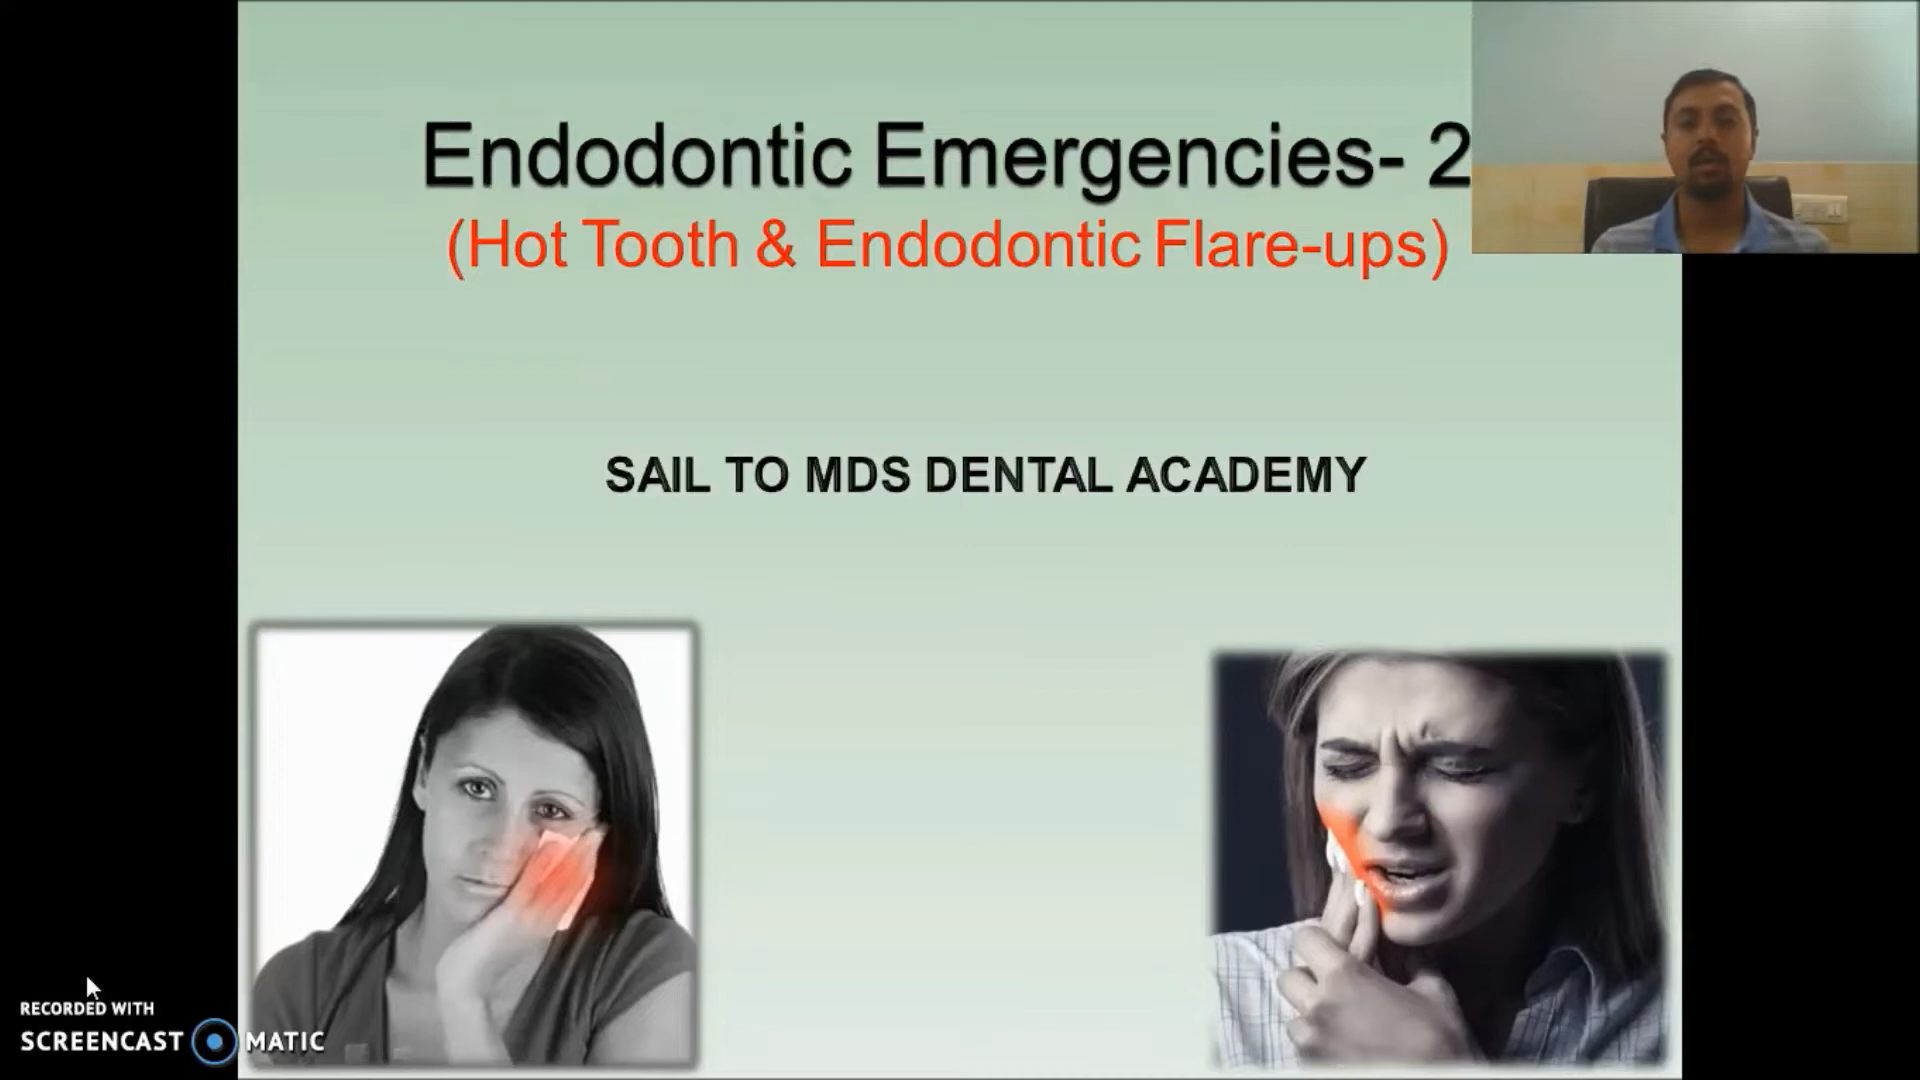 Endodontic Emergencies- 2
(Hot Tooth & Endodontic Flare-ups)
SAIL TO MDS DENTAL ACADEMY
RECORDED WITH
SCREENCAST MATIC